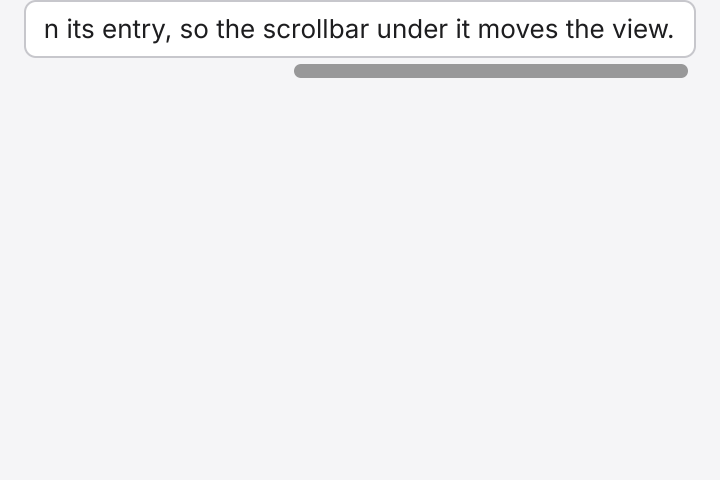 n its entry, so the scrollbar under it moves the view.